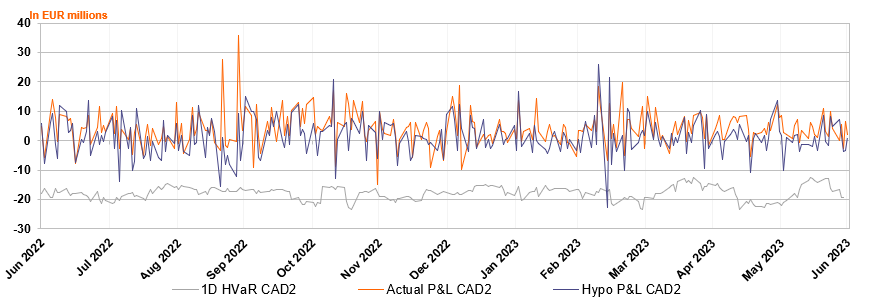 In EUR millions
40
30
20
10
0
-10
-20
-30
Jun 2022
Jul 2022
Aug 2022
Sep 2022
Oct 2022
Nov 2022
Dec 2022
Jan 2023
Feb 2023
Mar 2023
Apr 2023
May 2023
Jun 2023
1D HVaR CAD2
Actual P&L CAD2
Hypo P&L CAD2